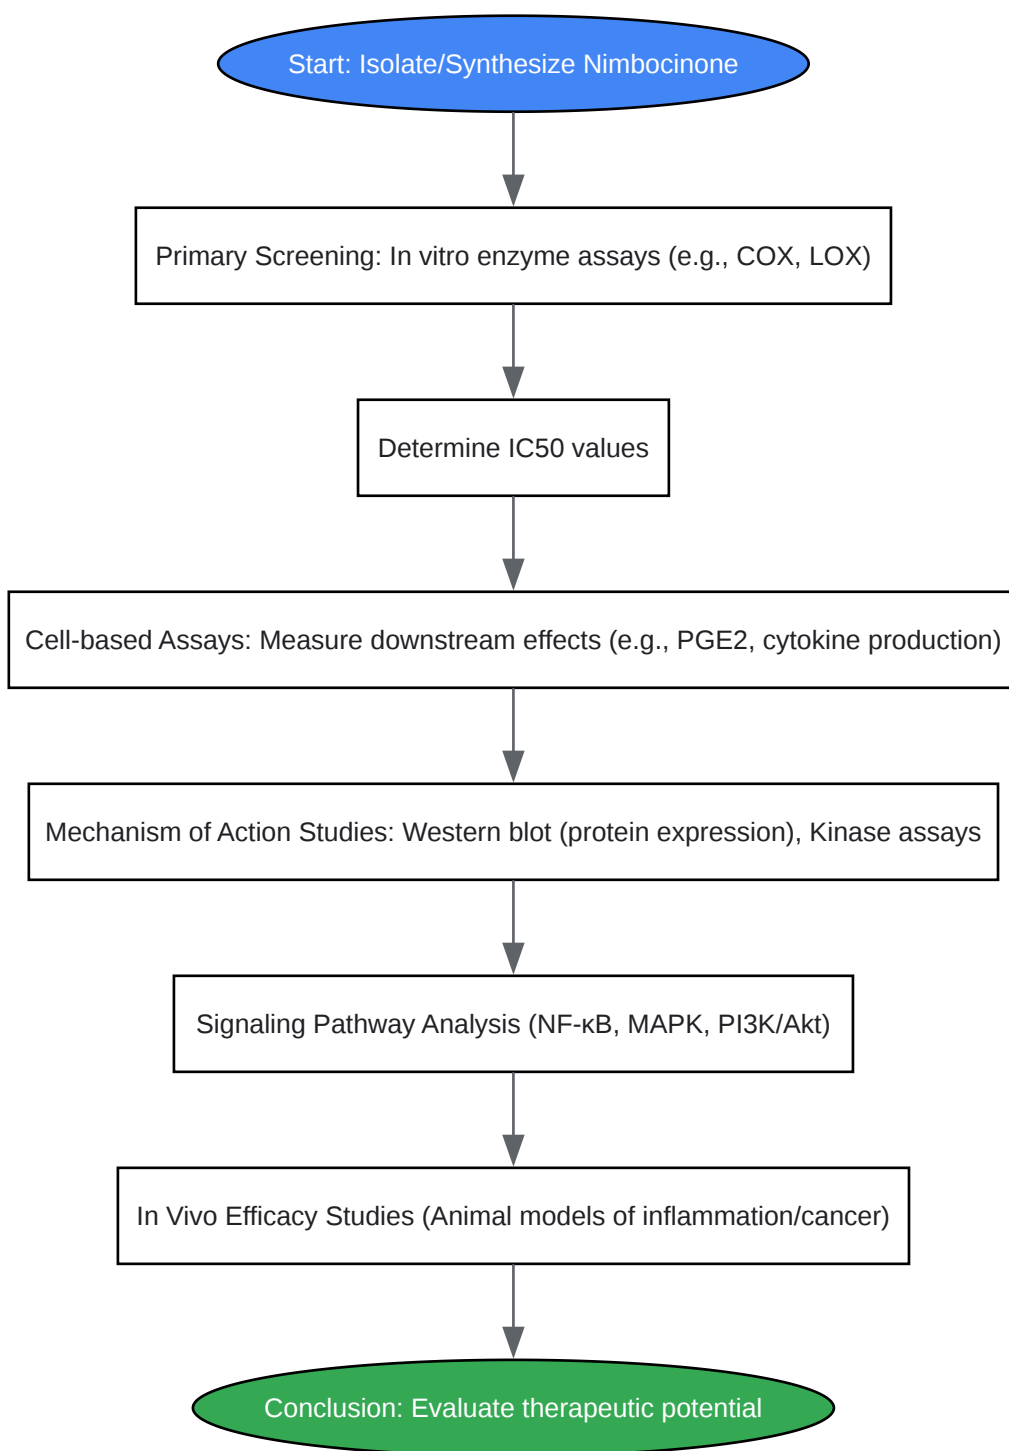 Start: Isolate/Synthesize Nimbocinone
Primary Screening: In vitro enzyme assays (e.g., COX, LOX)
Determine IC50 values
Cell-based Assays: Measure downstream effects (e.g., PGE2, cytokine production)
Mechanism of Action Studies: Western blot (protein expression), Kinase assays
Signaling Pathway Analysis (NF-κB, MAPK, PI3K/Akt)
In Vivo Efficacy Studies (Animal models of inflammation/cancer)
Conclusion: Evaluate therapeutic potential